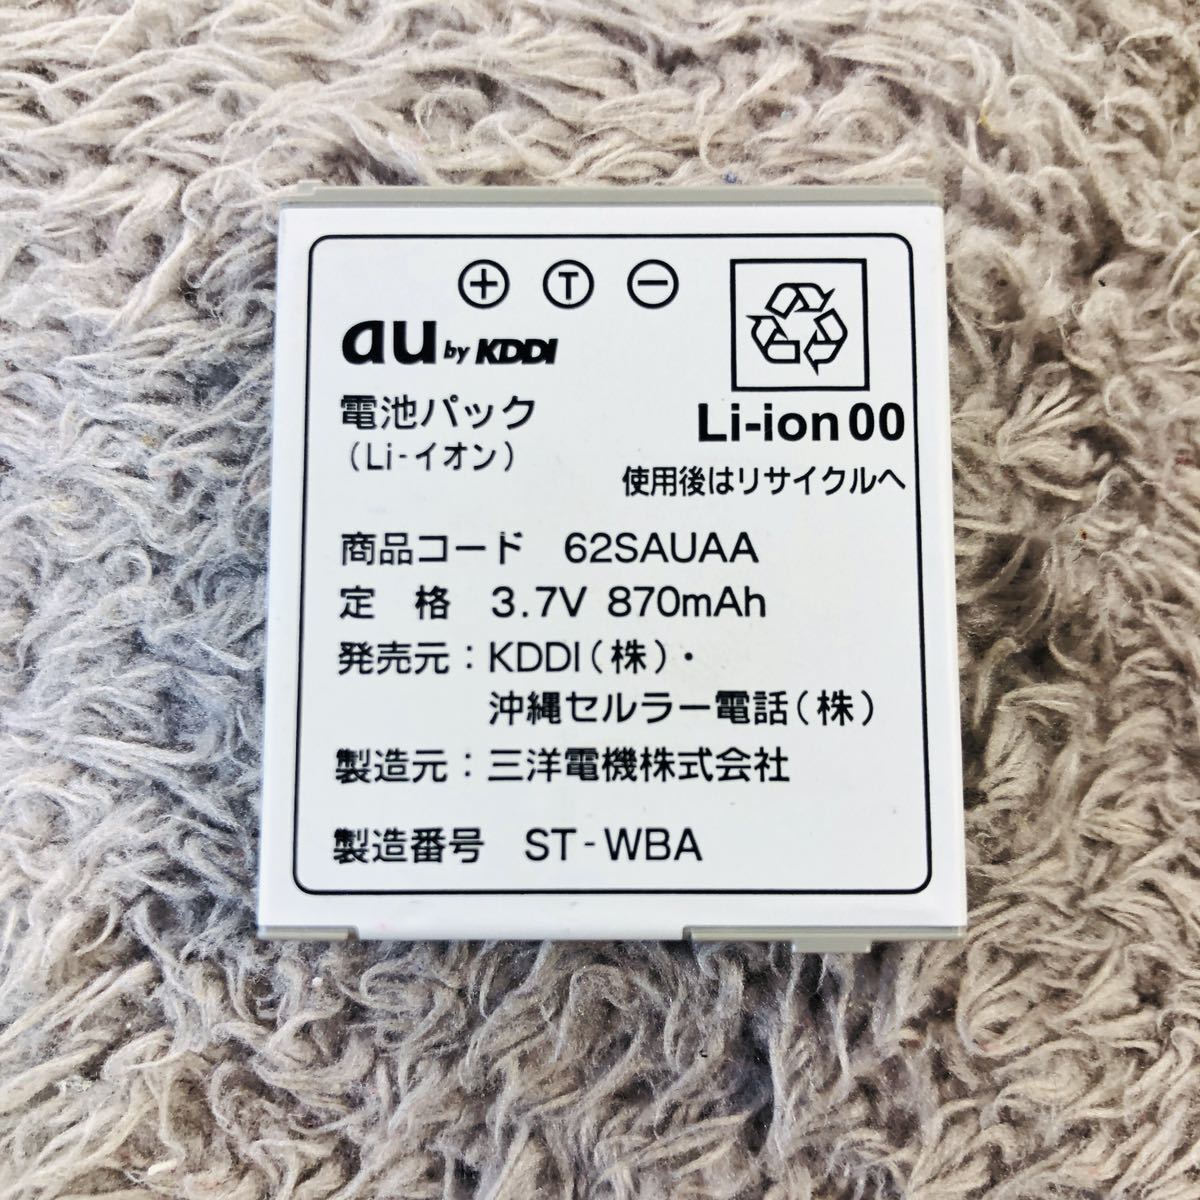 + T −
au by KDDI
電池パック
(Li-イオン)
Li-ion 00
使用後はリサイクルへ
商品コード 62SAUAA
定 格 3.7V 870mAh
発売元：KDDI(株)・
沖縄セルラー電話(株)
製造元：三洋電機株式会社
製造番号 ST-WBA